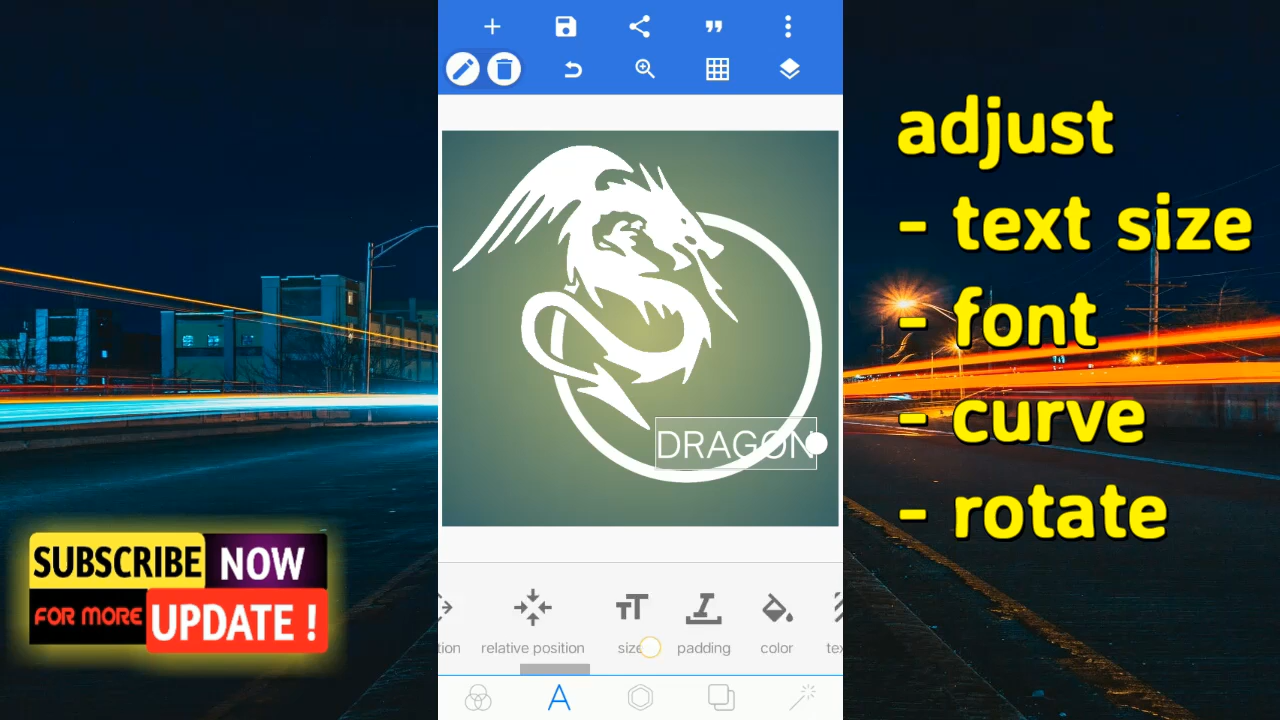 adjust
- text size
- font
- curve
- rotate
DRAGON
SUBSCRIBE NOW
FOR MORE UPDATE !
relative position
size
padding
color